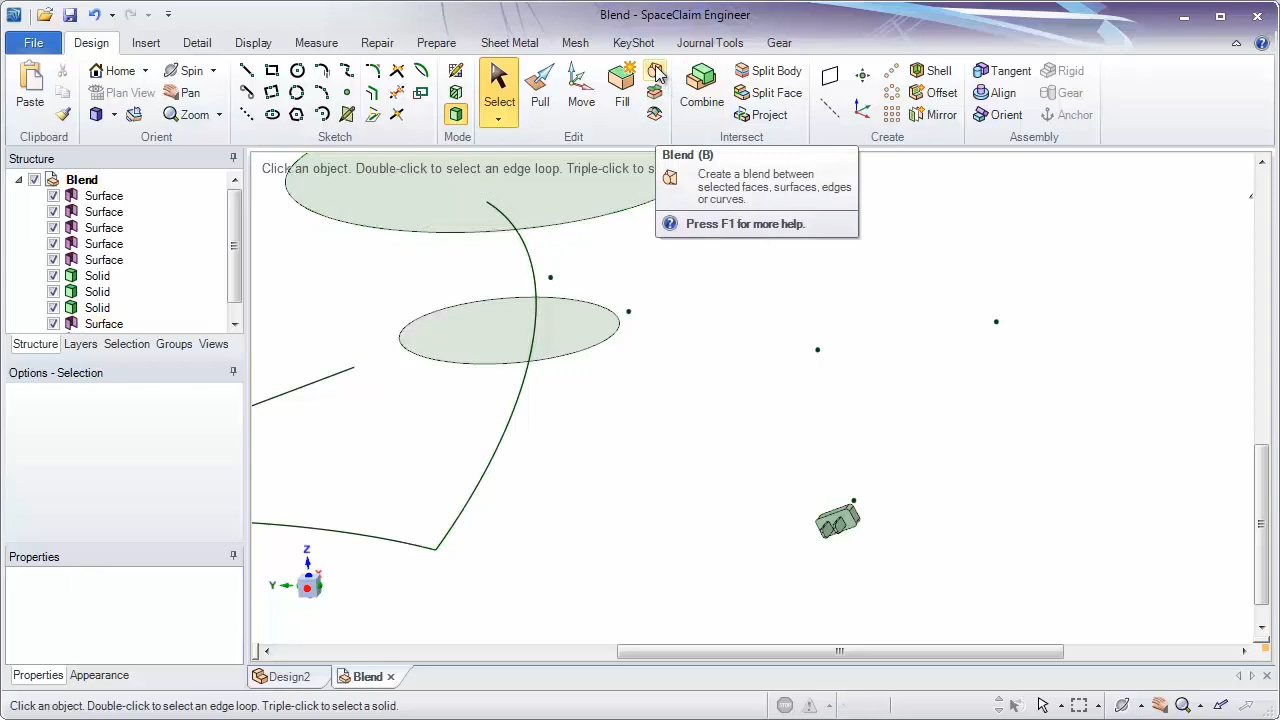 Blend - SpaceClaim Engineer
File Design Insert Detail Display Measure Repair Prepare Sheet Metal Mesh KeyShot Journal Tools Gear
Home Spin Split Body Shell Tangent Rigid
Plan View Pan Split Face Offset Align Gear
Paste Select Pull Move Fill Combine
Zoom Project Mirror Orient Anchor
Clipboard Orient Sketch Mode Edit Intersect Create Assembly
Structure
Blend
Surface
Surface
Surface
Surface
Surface
Solid
Solid
Solid
Surface
Structure Layers Selection Groups Views
Options - Selection
Properties
Properties Appearance
Click an object. Double-click to select an edge loop. Triple-click to s
Blend (B)
Create a blend between
selected faces, surfaces, edges
or curves.
Press F1 for more help.
Z
Y
X
Design2 Blend
Click an object. Double-click to select an edge loop. Triple-click to select a solid.